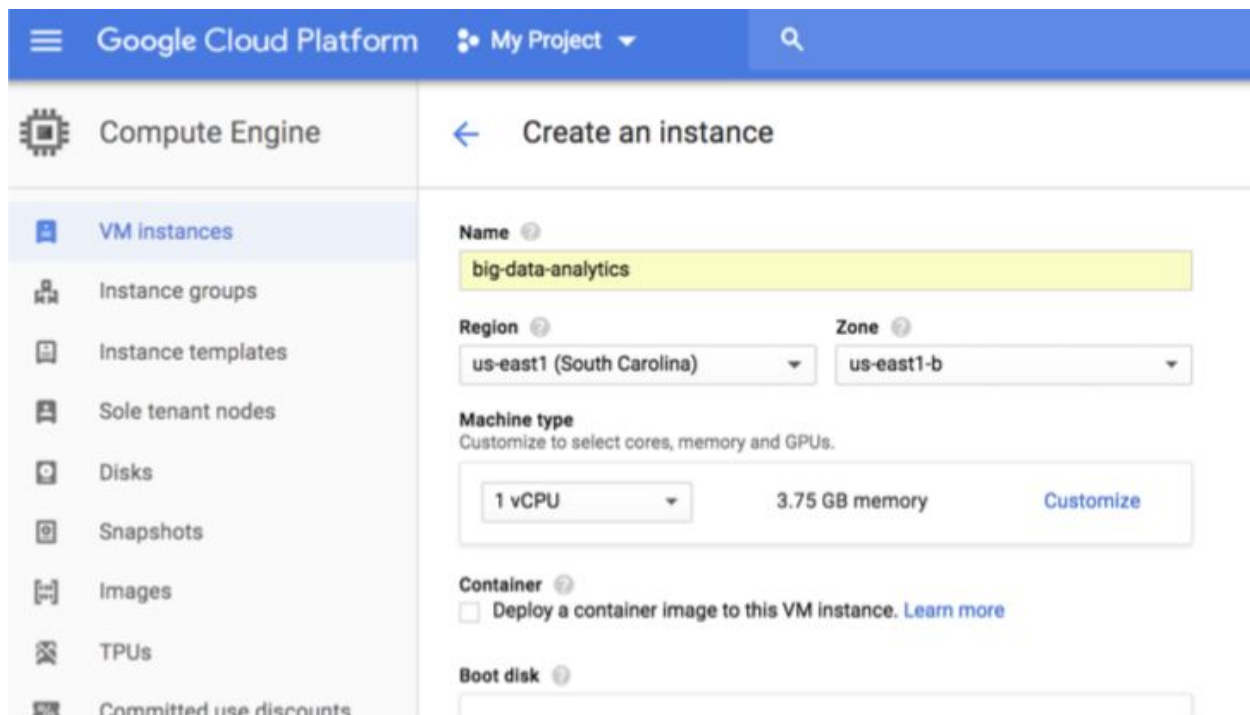 Google Cloud Platform My Project
Compute Engine
VM instances
Instance groups
Instance templates
Sole tenant nodes
Disks
Snapshots
Images
TPUs
Committed use discounts
Create an instance
Name
big-data-analytics
Region Zone
us-east1 (South Carolina) us-east1-b
Machine type
Customize to select cores, memory and GPUs.
1 vCPU 3.75 GB memory Customize
Container
Deploy a container image to this VM instance. Learn more
Boot disk